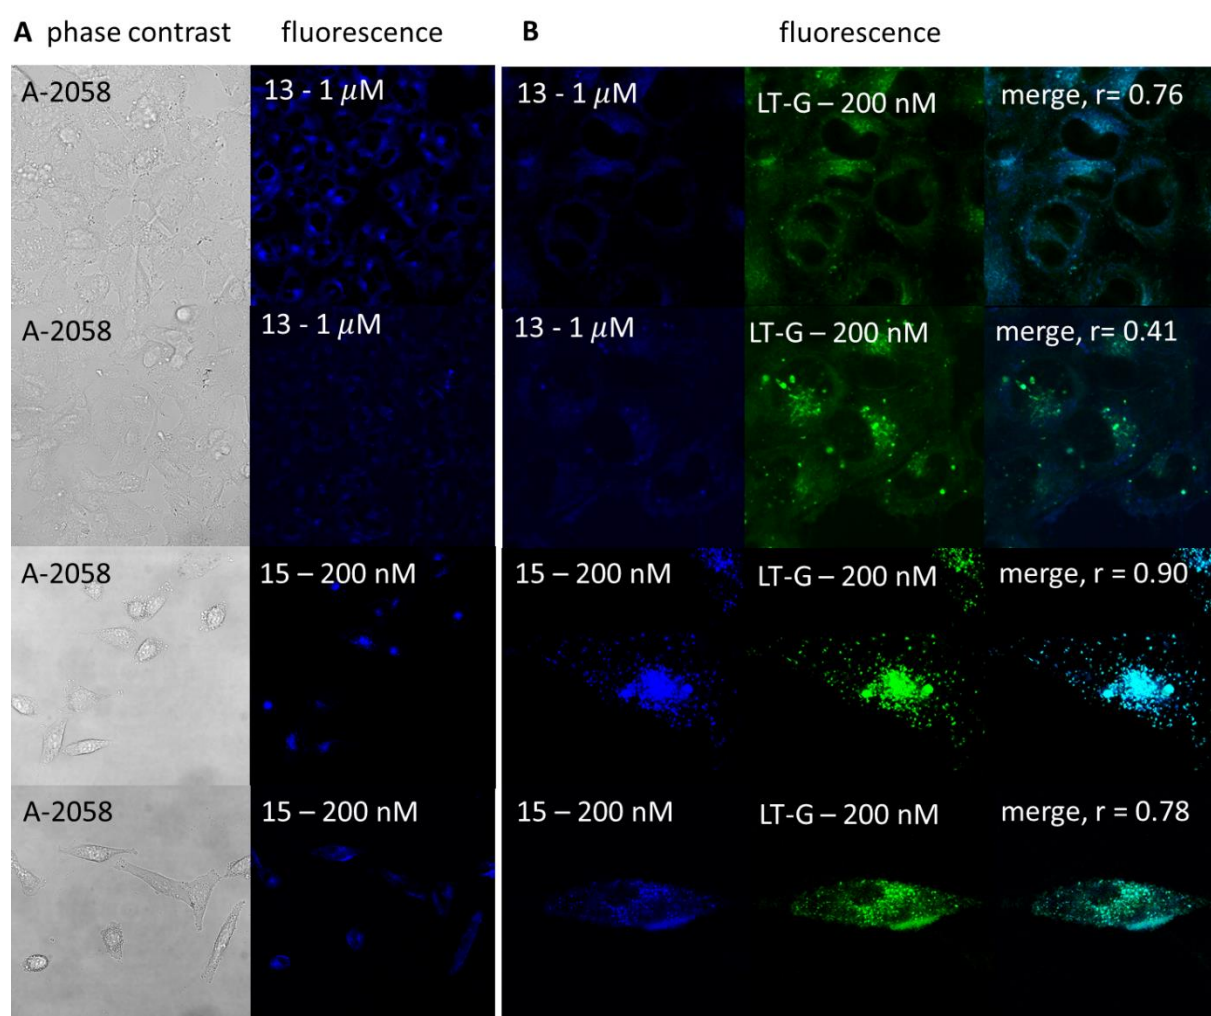 A phase contrast fluorescence B fluorescence
A-2058 13 - 1 μM 13 - 1 μM LT-G – 200 nM merge, r= 0.76
A-2058 13 - 1 μM 13 - 1 μM LT-G – 200 nM merge, r= 0.41
A-2058 15 – 200 nM 15 – 200 nM LT-G – 200 nM merge, r = 0.90
A-2058 15 – 200 nM 15 – 200 nM LT-G – 200 nM merge, r = 0.78